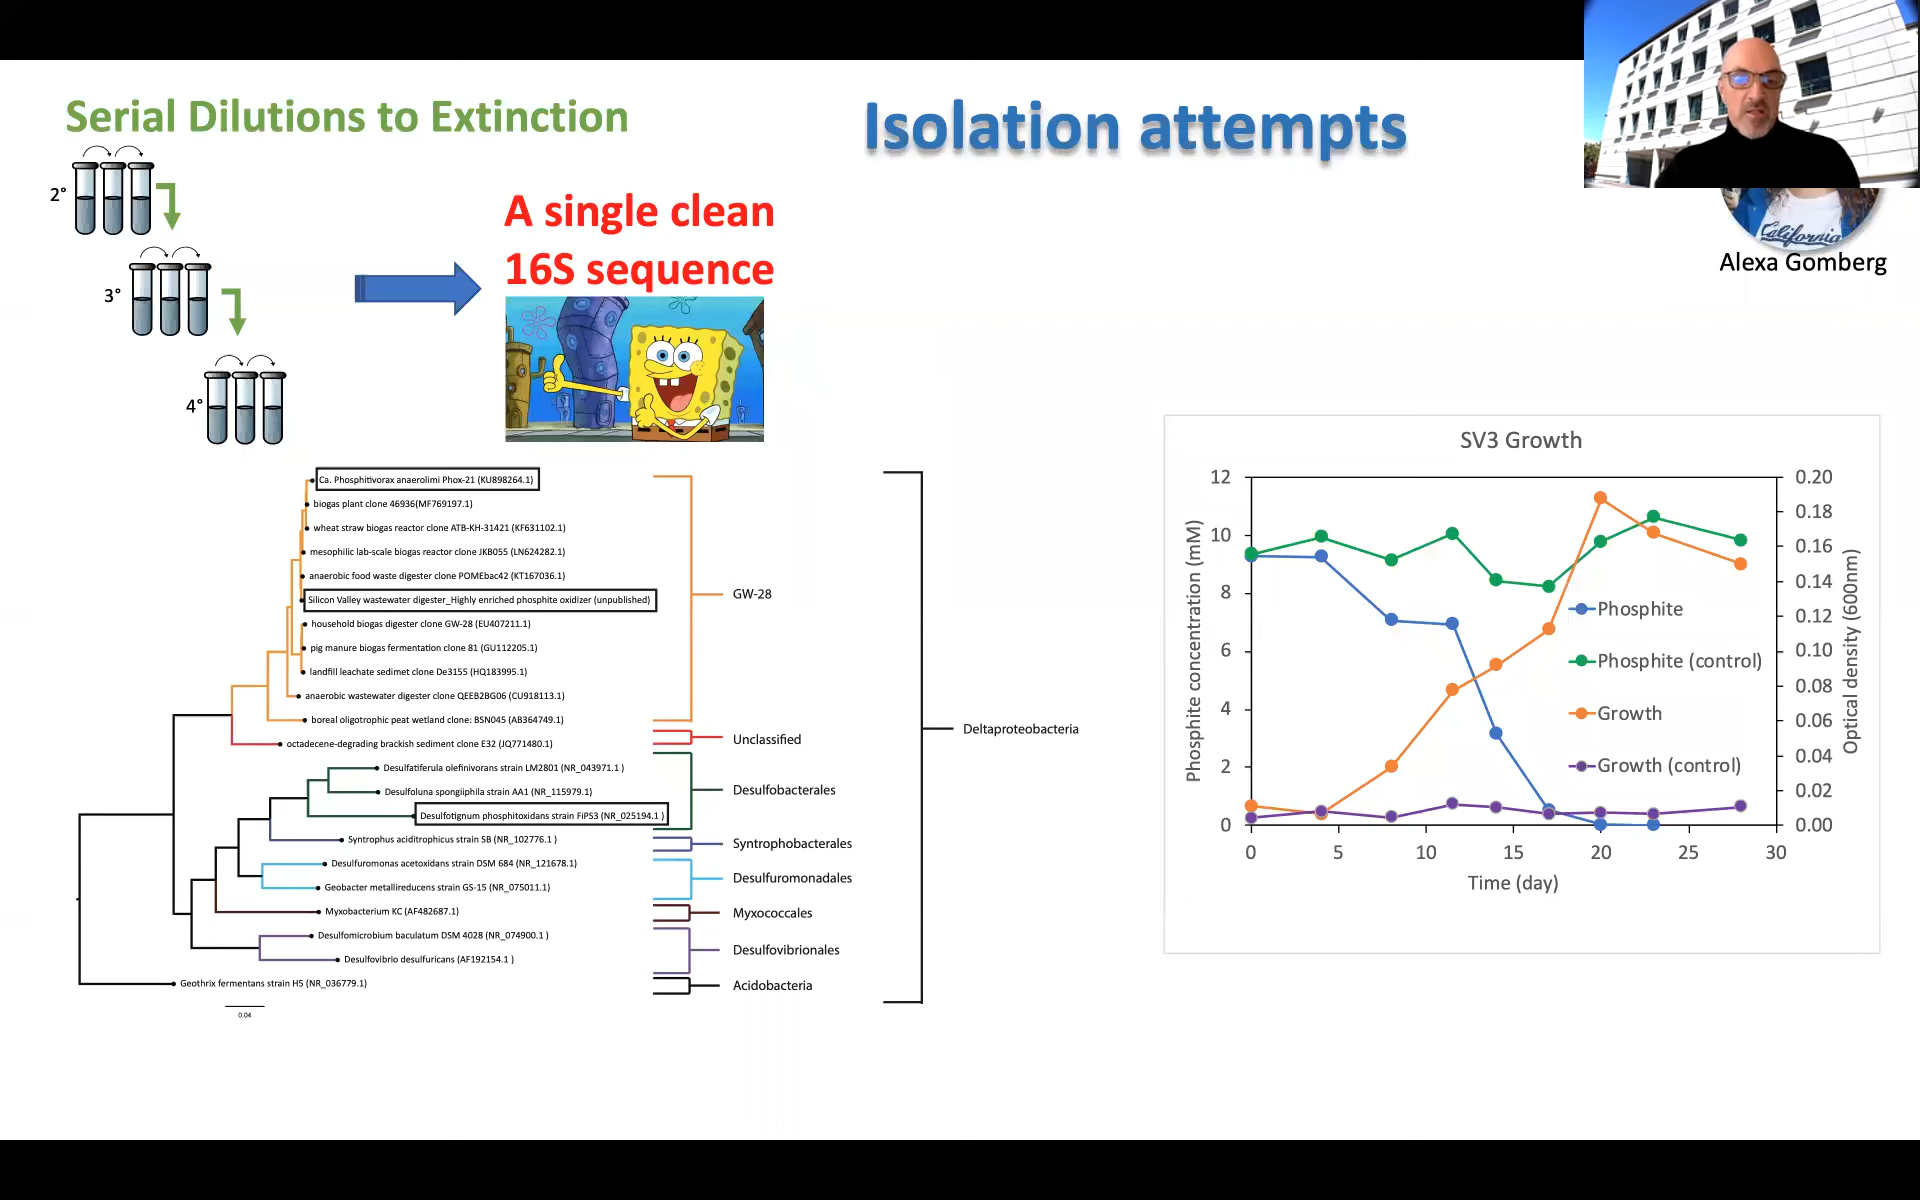 Serial Dilutions to Extinction
Isolation attempts
2°
3°
4°
A single clean
16S sequence
California
Alexa Gomberg
Ca. Phosphitivorax anaerolimi Phox-21 (KU898264.1)
biogas plant clone 46936(MF769197.1)
wheat straw biogas reactor clone ATB-KH-31421 (KF631102.1)
mesophilic lab-scale biogas reactor clone JKB055 (LN624282.1)
anaerobic food waste digester clone POMEbac42 (KT167036.1)
Silicon Valley wastewater digester_Highly enriched phosphite oxidizer (unpublished)
household biogas digester clone GW-28 (EU407211.1)
pig manure biogas fermentation clone 81 (GU112205.1)
landfill leachate sedimet clone De3155 (HQ183995.1)
anaerobic wastewater digester clone QEEB2BG06 (CU918113.1)
boreal oligotrophic peat wetland clone: BSN045 (AB364749.1)
octadecene-degrading brackish sediment clone E32 (JQ771480.1)
Desulfatiferula olefinivorans strain LM2801 (NR_043971.1 )
Desulfoluna spongiiphila strain AA1 (NR_115979.1)
Desulfotignum phosphitoxidans strain FiPS3 (NR_025194.1 )
Syntrophus aciditrophicus strain SB (NR_102776.1 )
Desulfuromonas acetoxidans strain DSM 684 (NR_121678.1)
Geobacter metallireducens strain GS-15 (NR_075011.1)
Myxobacterium KC (AF482687.1)
Desulfomicrobium baculatum DSM 4028 (NR_074900.1 )
Desulfovibrio desulfuricans (AF192154.1 )
Geothrix fermentans strain H5 (NR_036779.1)
0.04
GW-28
Unclassified
Desulfobacterales
Syntrophobacterales
Desulfuromonadales
Myxococcales
Desulfovibrionales
Acidobacteria
Deltaproteobacteria
SV3 Growth
Phosphite concentration (mM)
12
10
8
6
4
2
0
0.20
0.18
0.16
0.14
0.12
0.10
0.08
0.06
0.04
0.02
0.00
Optical density (600nm)
Phosphite
Phosphite (control)
Growth
Growth (control)
0 5 10 15 20 25 30
Time (day)